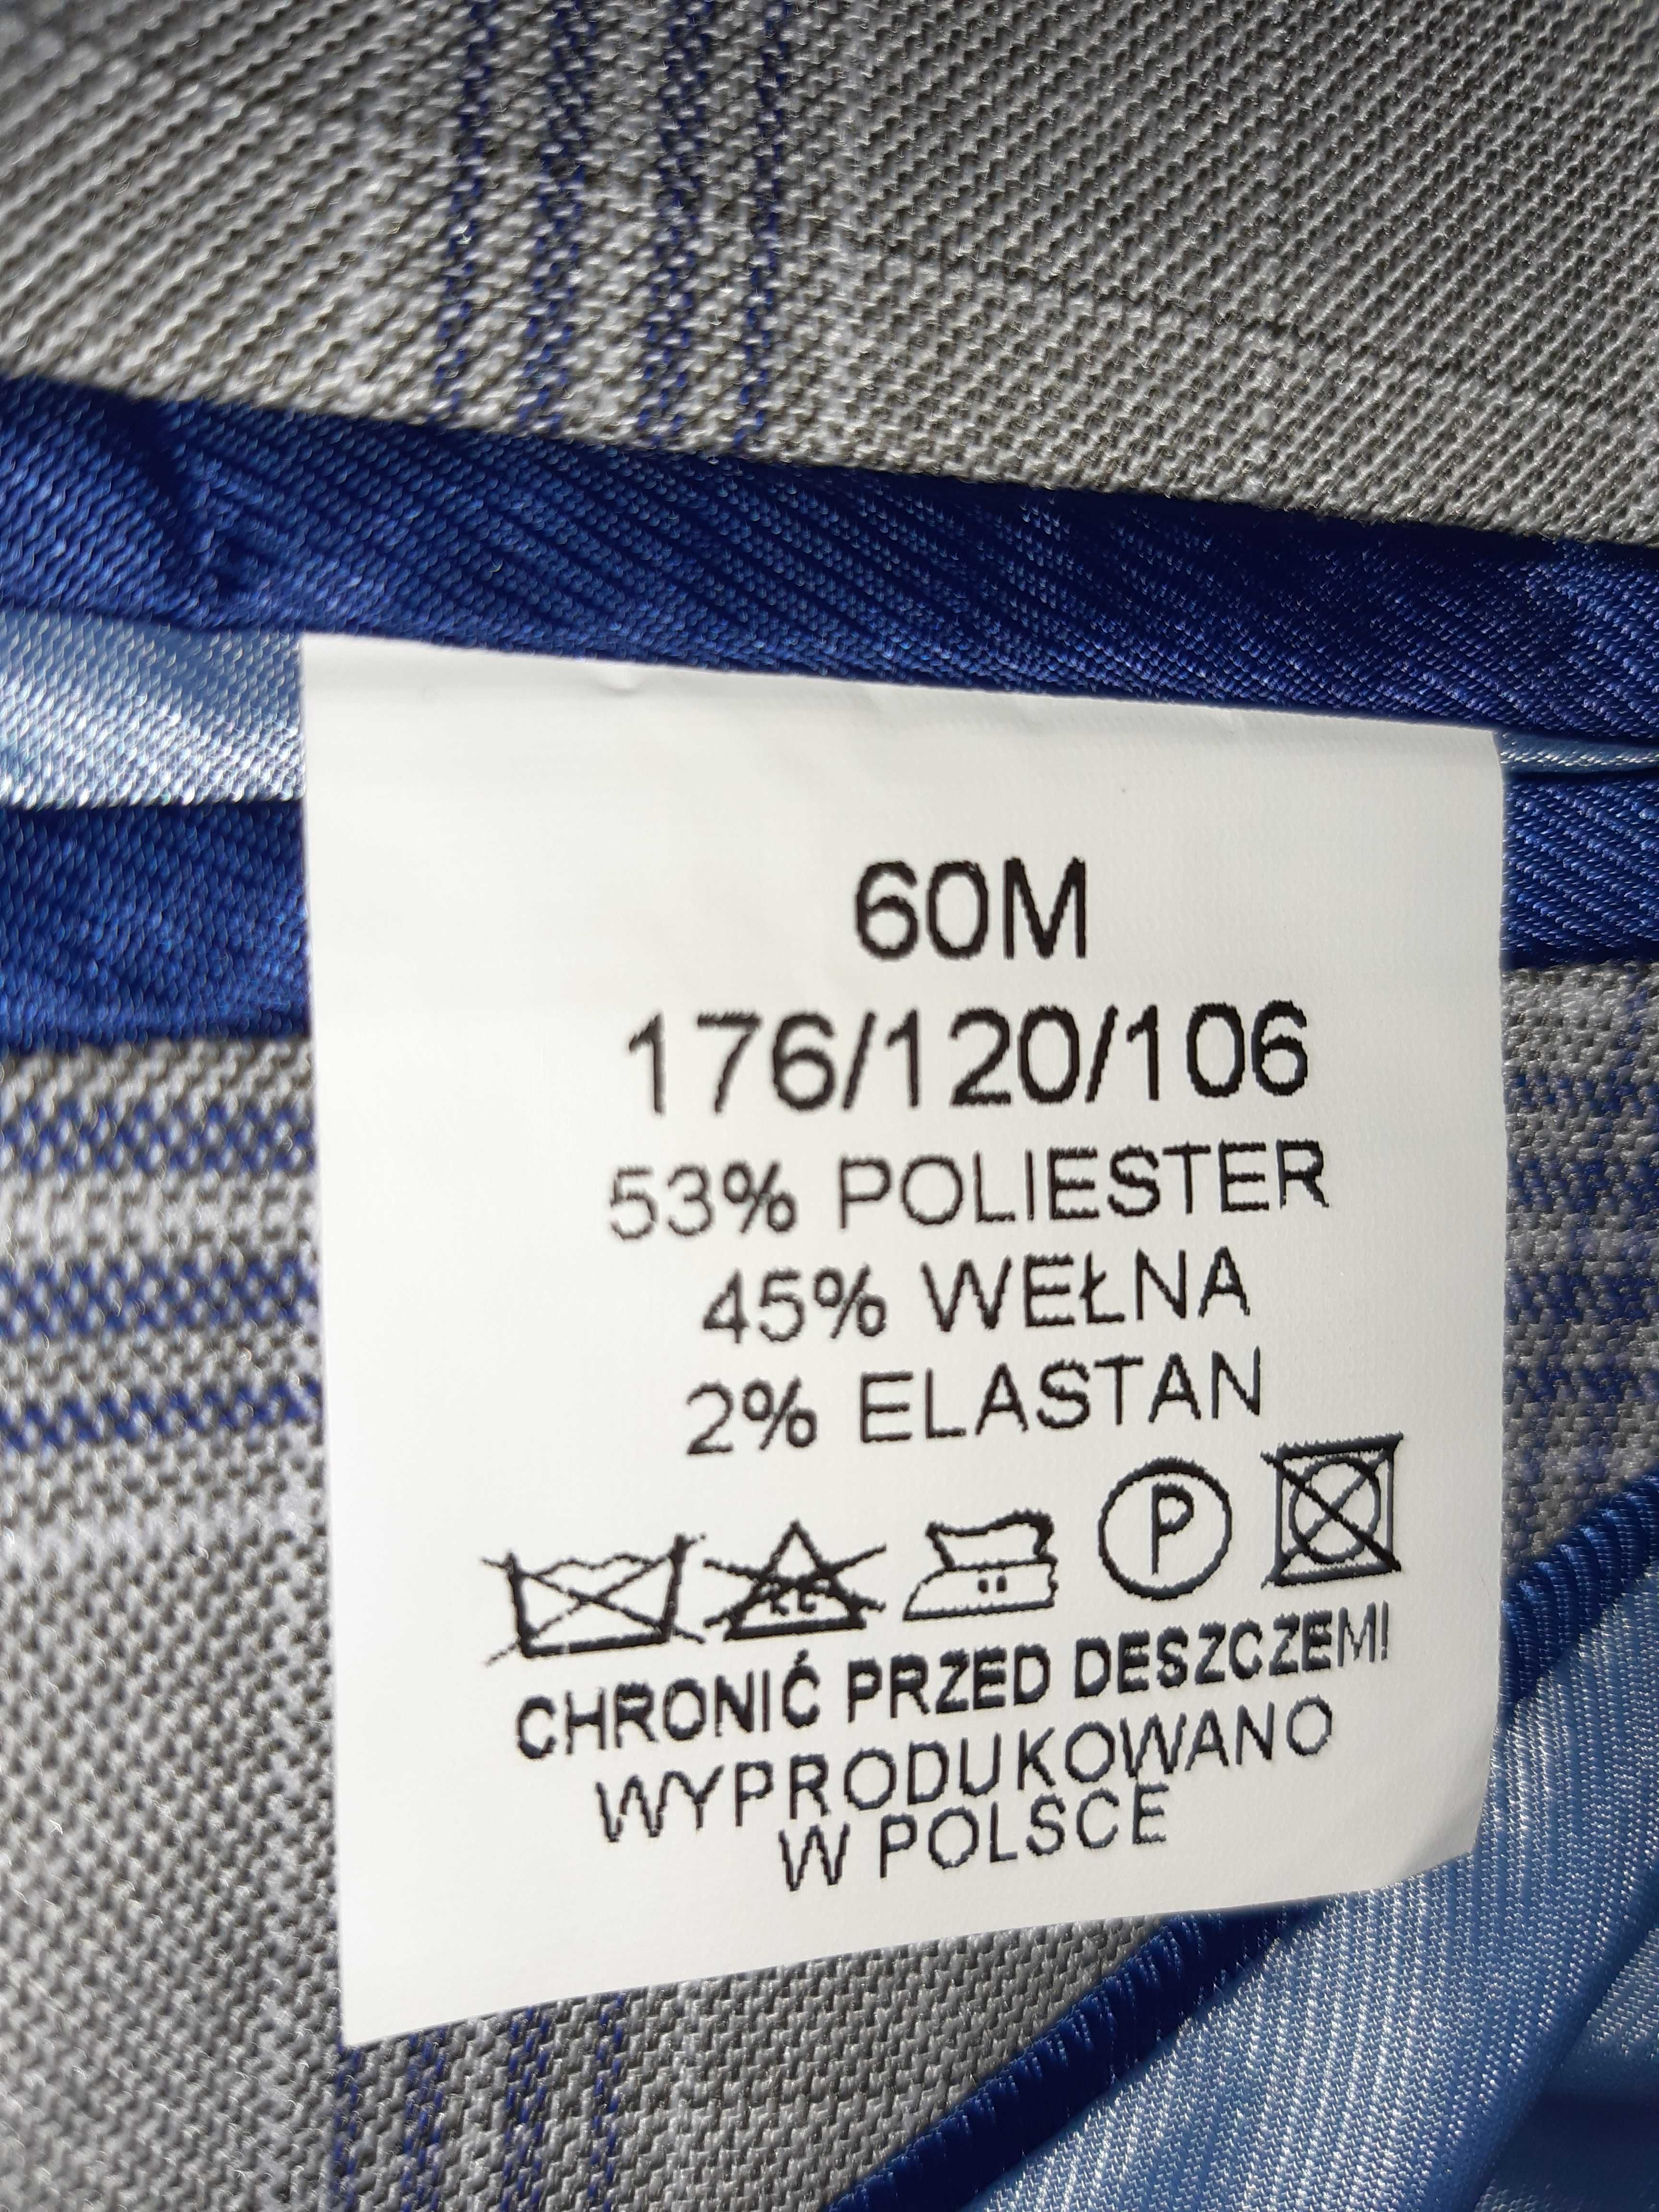 60M
176/120/106
53% POLIESTER
45% WEŁNA
2% ELASTAN
P
CHRONIĆ PRZED DESZCZEM!
WYPRODUKOWANO
W POLSCE